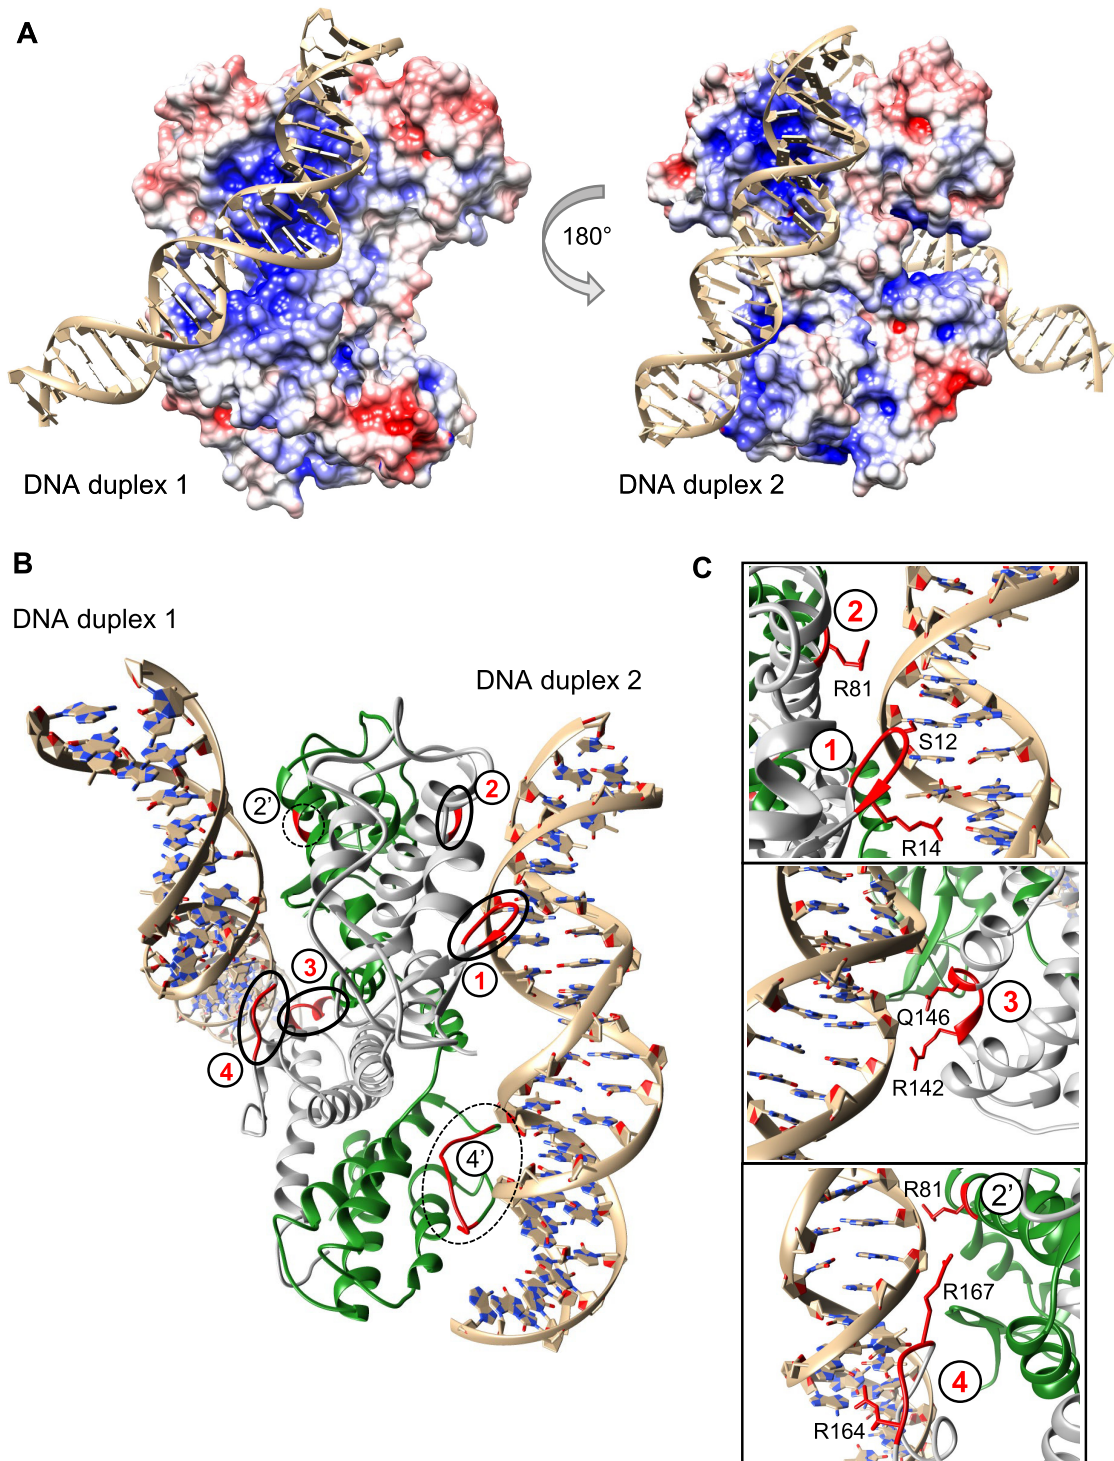 A
180°
DNA duplex 1
DNA duplex 2
B
DNA duplex 1
DNA duplex 2
2’
2
3
1
4
4’
C
2
R81
1
S12
R14
3
Q146
R142
R81
2’
R167
4
R164